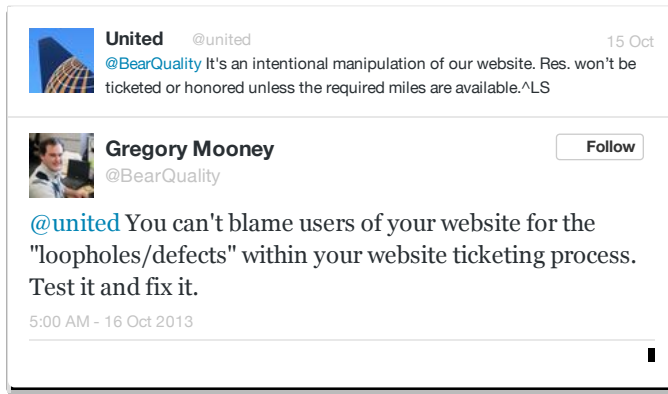 United @united 15 Oct
@BearQuality It's an intentional manipulation of our website. Res. won't be
ticketed or honored unless the required miles are available.^LS
Gregory Mooney Follow
@BearQuality
@united You can't blame users of your website for the
"loopholes/defects" within your website ticketing process.
Test it and fix it.
5:00 AM - 16 Oct 2013